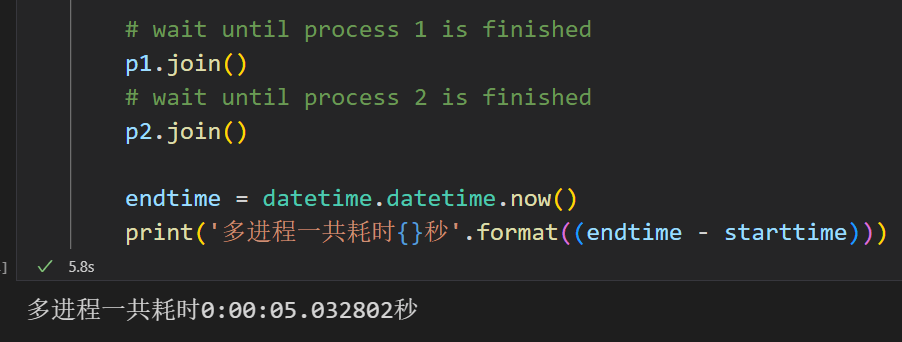 # wait until process 1 is finished
p1.join()
# wait until process 2 is finished
p2.join()
endtime = datetime.datetime.now()
print('多进程一共耗时{}秒'.format((endtime - starttime)))
]
✓ 5.8s
多进程一共耗时0:00:05.032802秒